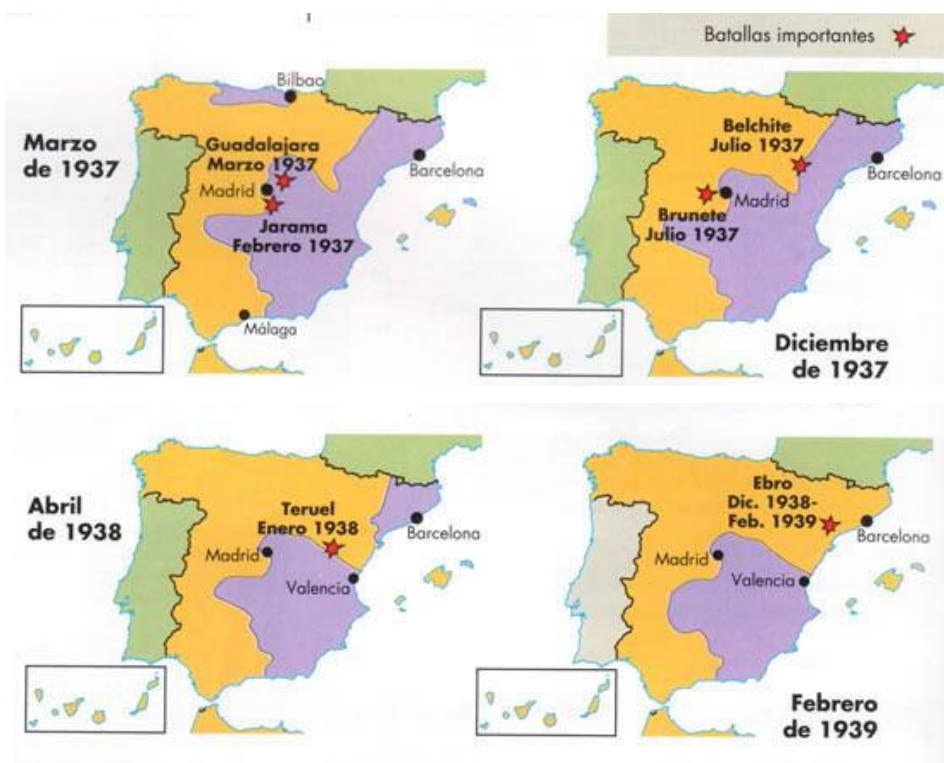 Batallas importantes
Marzo
de 1937
Bilbao
Guadalajara
Marzo 1937
Madrid
Jarama
Febrero 1937
Barcelona
Málaga
Belchite
Julio 1937
Barcelona
Madrid
Brunete
Julio 1937
Diciembre
de 1937
Abril
de 1938
Teruel
Enero 1938
Barcelona
Madrid
Valencia
Ebro
Dic. 1938-
Feb. 1939
Barcelona
Madrid
Valencia
Febrero
de 1939